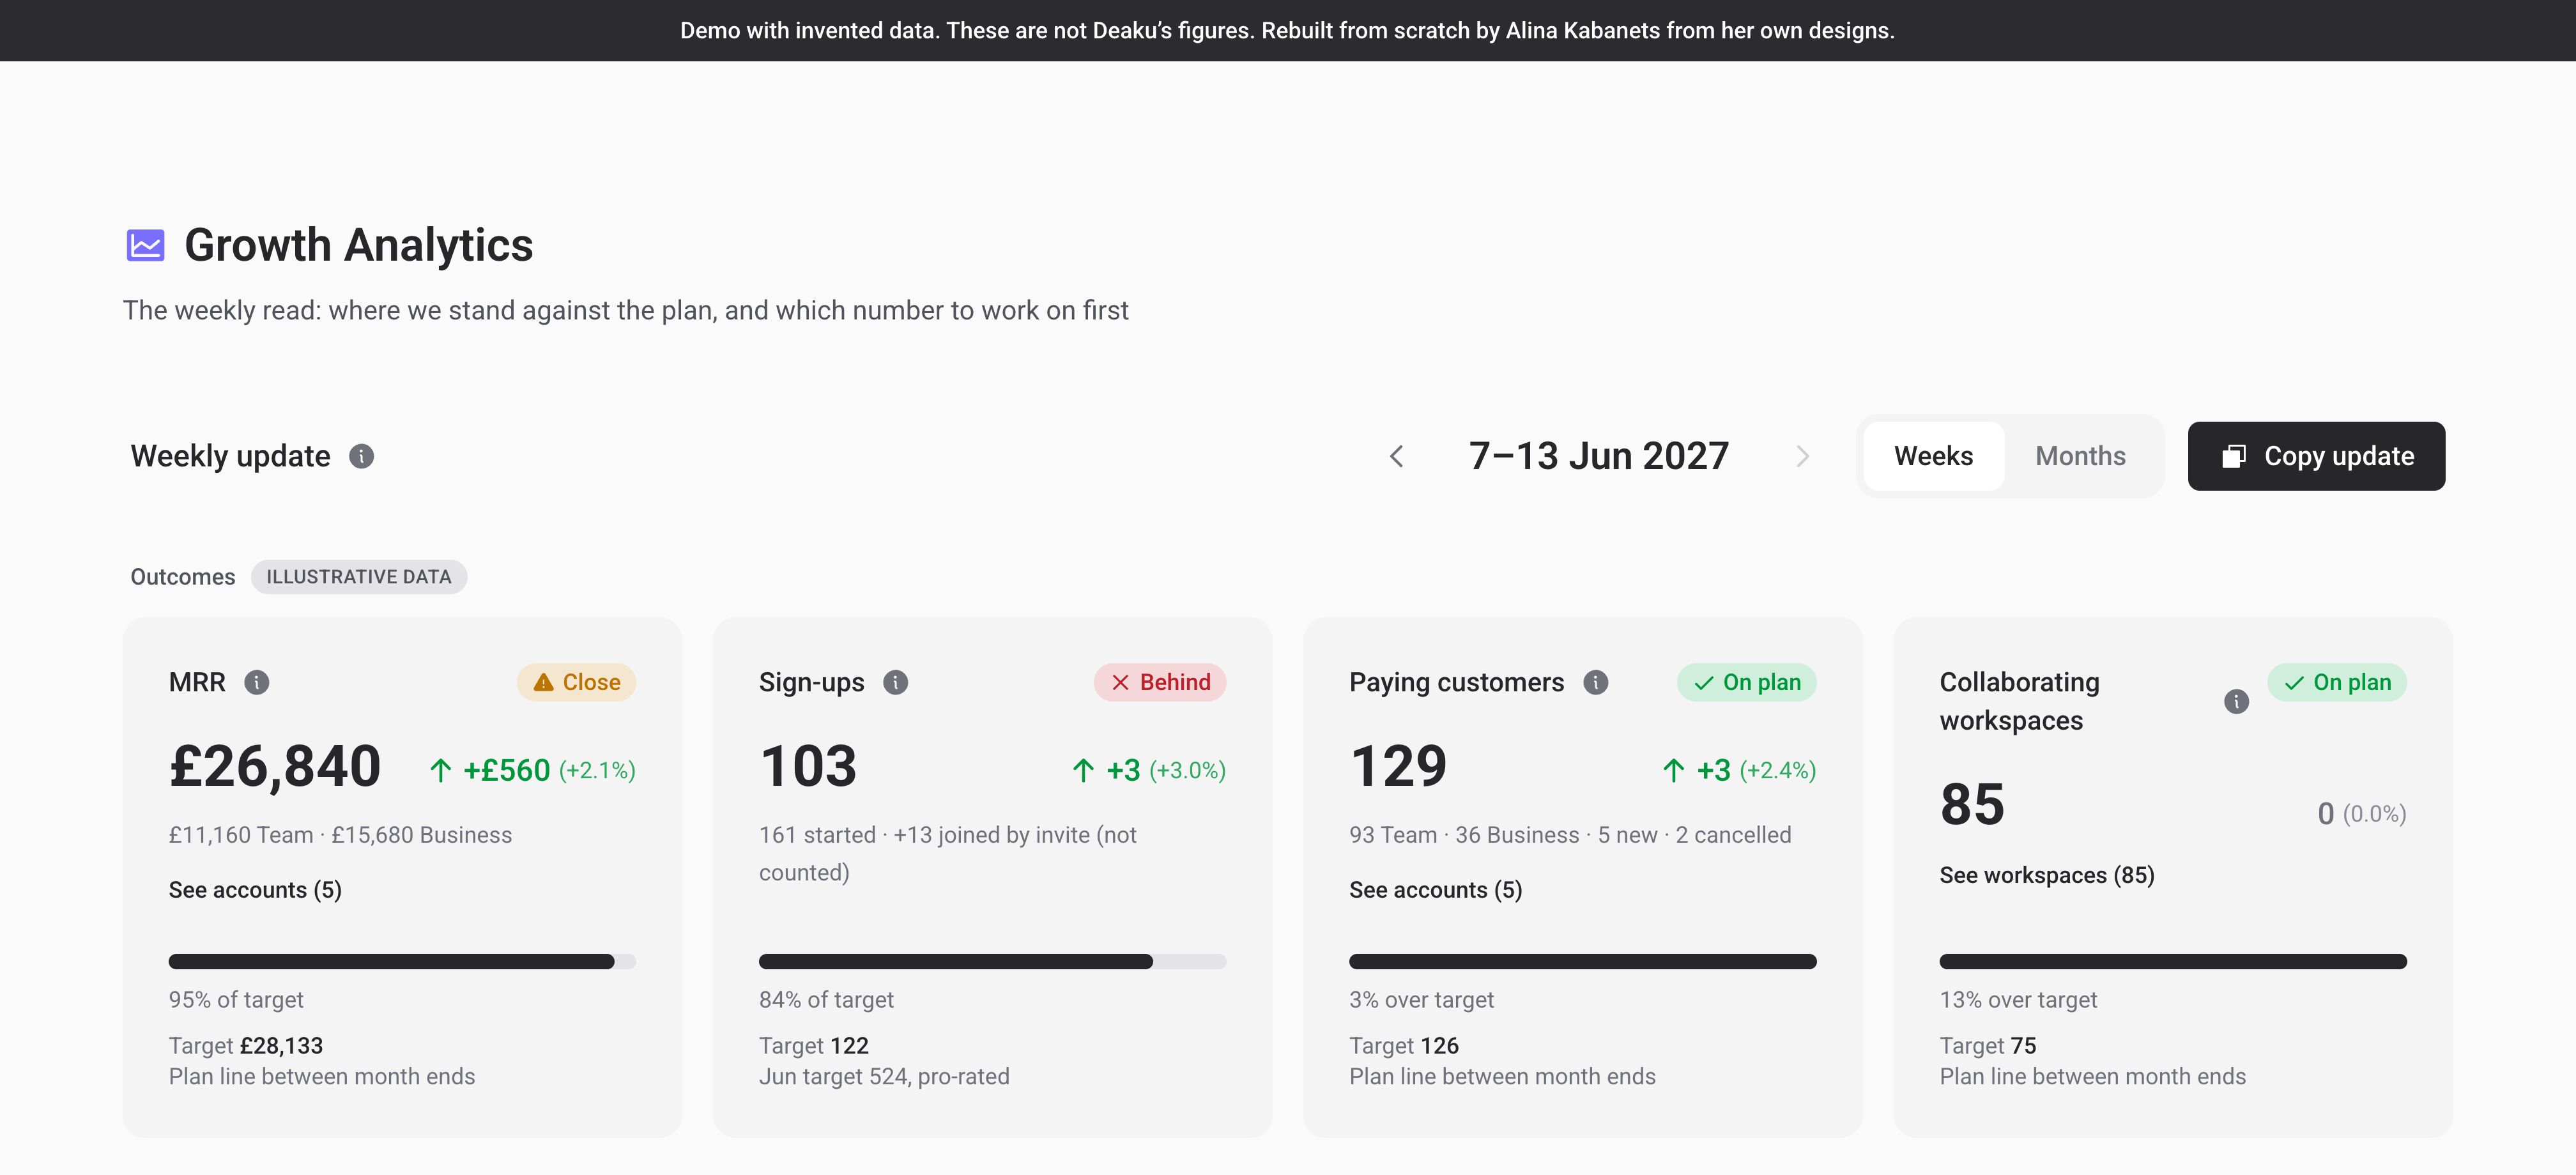 Demo with invented data. These are not Deaku’s figures. Rebuilt from scratch by Alina Kabanets from her own designs.
Growth Analytics
The weekly read: where we stand against the plan, and which number to work on first
Weekly update
7–13 Jun 2027
Weeks
Months
Copy update
Outcomes
ILLUSTRATIVE DATA
MRR
Close
£26,840
+£560 (+2.1%)
£11,160 Team · £15,680 Business
See accounts (5)
95% of target
Target £28,133
Plan line between month ends
Sign-ups
Behind
103
+3 (+3.0%)
161 started · +13 joined by invite (not
counted)
84% of target
Target 122
Jun target 524, pro-rated
Paying customers
On plan
129
+3 (+2.4%)
93 Team · 36 Business · 5 new · 2 cancelled
See accounts (5)
3% over target
Target 126
Plan line between month ends
Collaborating
workspaces
On plan
85
0 (0.0%)
See workspaces (85)
13% over target
Target 75
Plan line between month ends